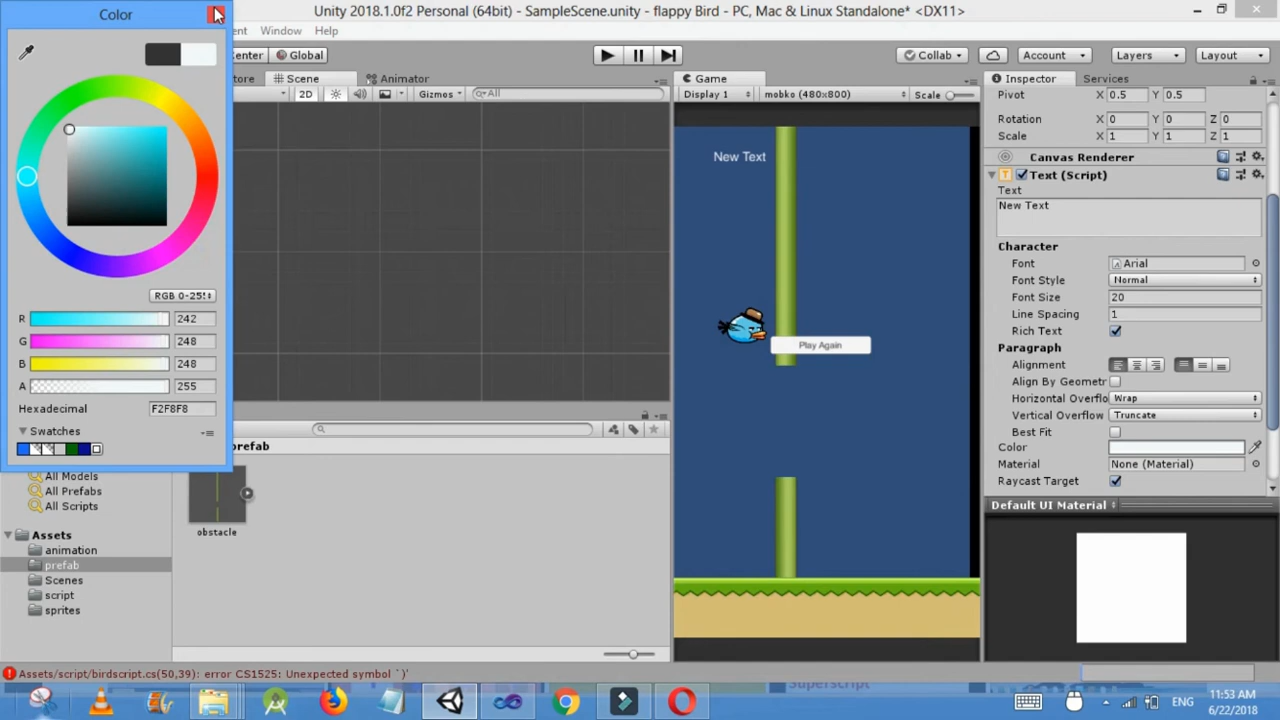 Color
Unity 2018.1.0f2 Personal (64bit) - SampleScene.unity - flappy Bird - PC, Mac & Linux Standalone* <DX11>
ent Window Help
enter Global
Collab Account Layers Layout
ore Scene Animator
Game
Inspector Services
2D Gizmos All
Display 1 mobko (480x800) Scale
Pivot X 0.5 Y 0.5
Rotation X 0 Y 0 Z 0
Scale X 1 Y 1 Z 1
Canvas Renderer
Text (Script)
Text
New Text
Character
Font Arial
Font Style Normal
Font Size 20
Line Spacing 1
Rich Text
Paragraph
Alignment
Align By Geometr
Horizontal Overflo Wrap
Vertical Overflow Truncate
Best Fit
Color
Material None (Material)
Raycast Target
Default UI Material
New Text
Play Again
RGB 0-25
R 242
G 248
B 248
A 255
Hexadecimal F2F8F8
Swatches
prefab
All Models
All Prefabs
All Scripts
Assets
animation
prefab
Scenes
script
sprites
obstacle
Assets/script/birdscript.cs(50,39): error CS1525: Unexpected symbol `)'
Superscript
ENG
11:53 AM
6/22/2018